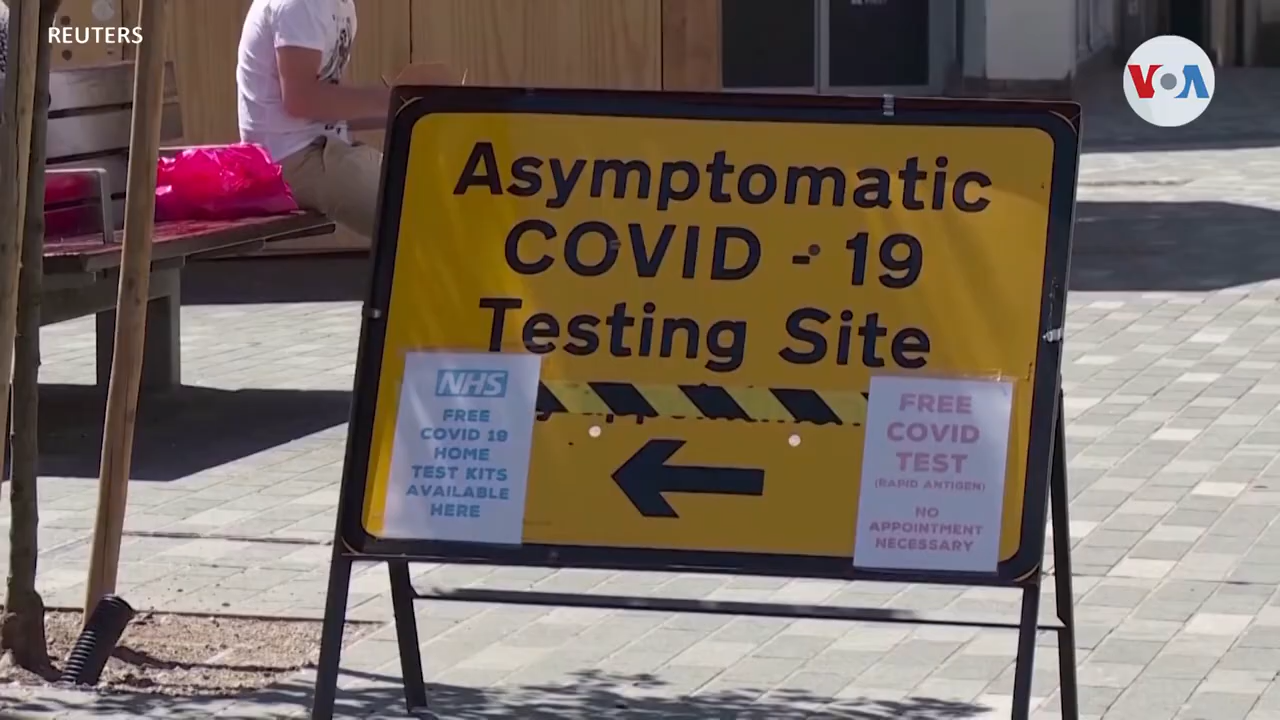 REUTERS
VOA
Asymptomatic
COVID - 19
Testing Site
NHS
FREE
COVID 19
HOME
TEST KITS
AVAILABLE
HERE
FREE
COVID
TEST
(RAPID ANTIGEN)
NO
APPOINTMENT
NECESSARY